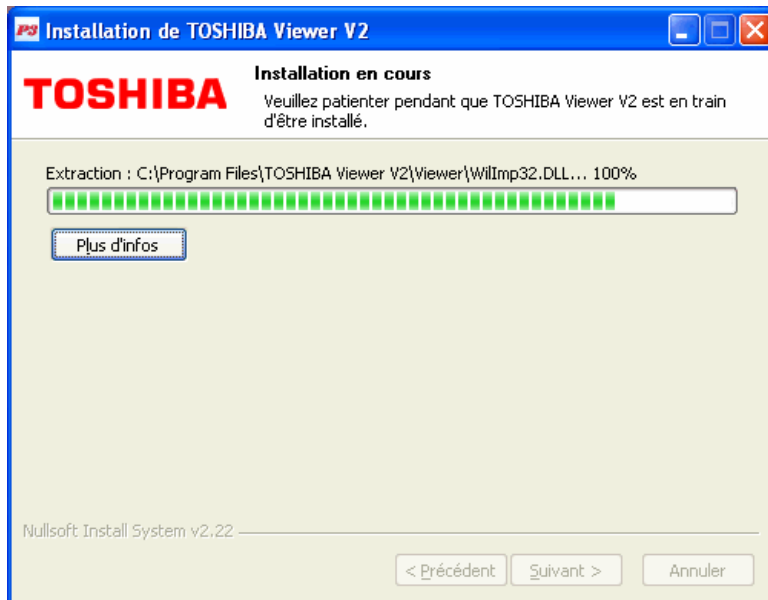 P3 Installation de TOSHIBA Viewer V2
TOSHIBA
Installation en cours
Veuillez patienter pendant que TOSHIBA Viewer V2 est en train
d'être installé.
Extraction : C:\Program Files\TOSHIBA Viewer V2\Viewer\WilImp32.DLL... 100%
Plus d'infos
Nullsoft Install System v2.22
< Précédent Suivant > Annuler